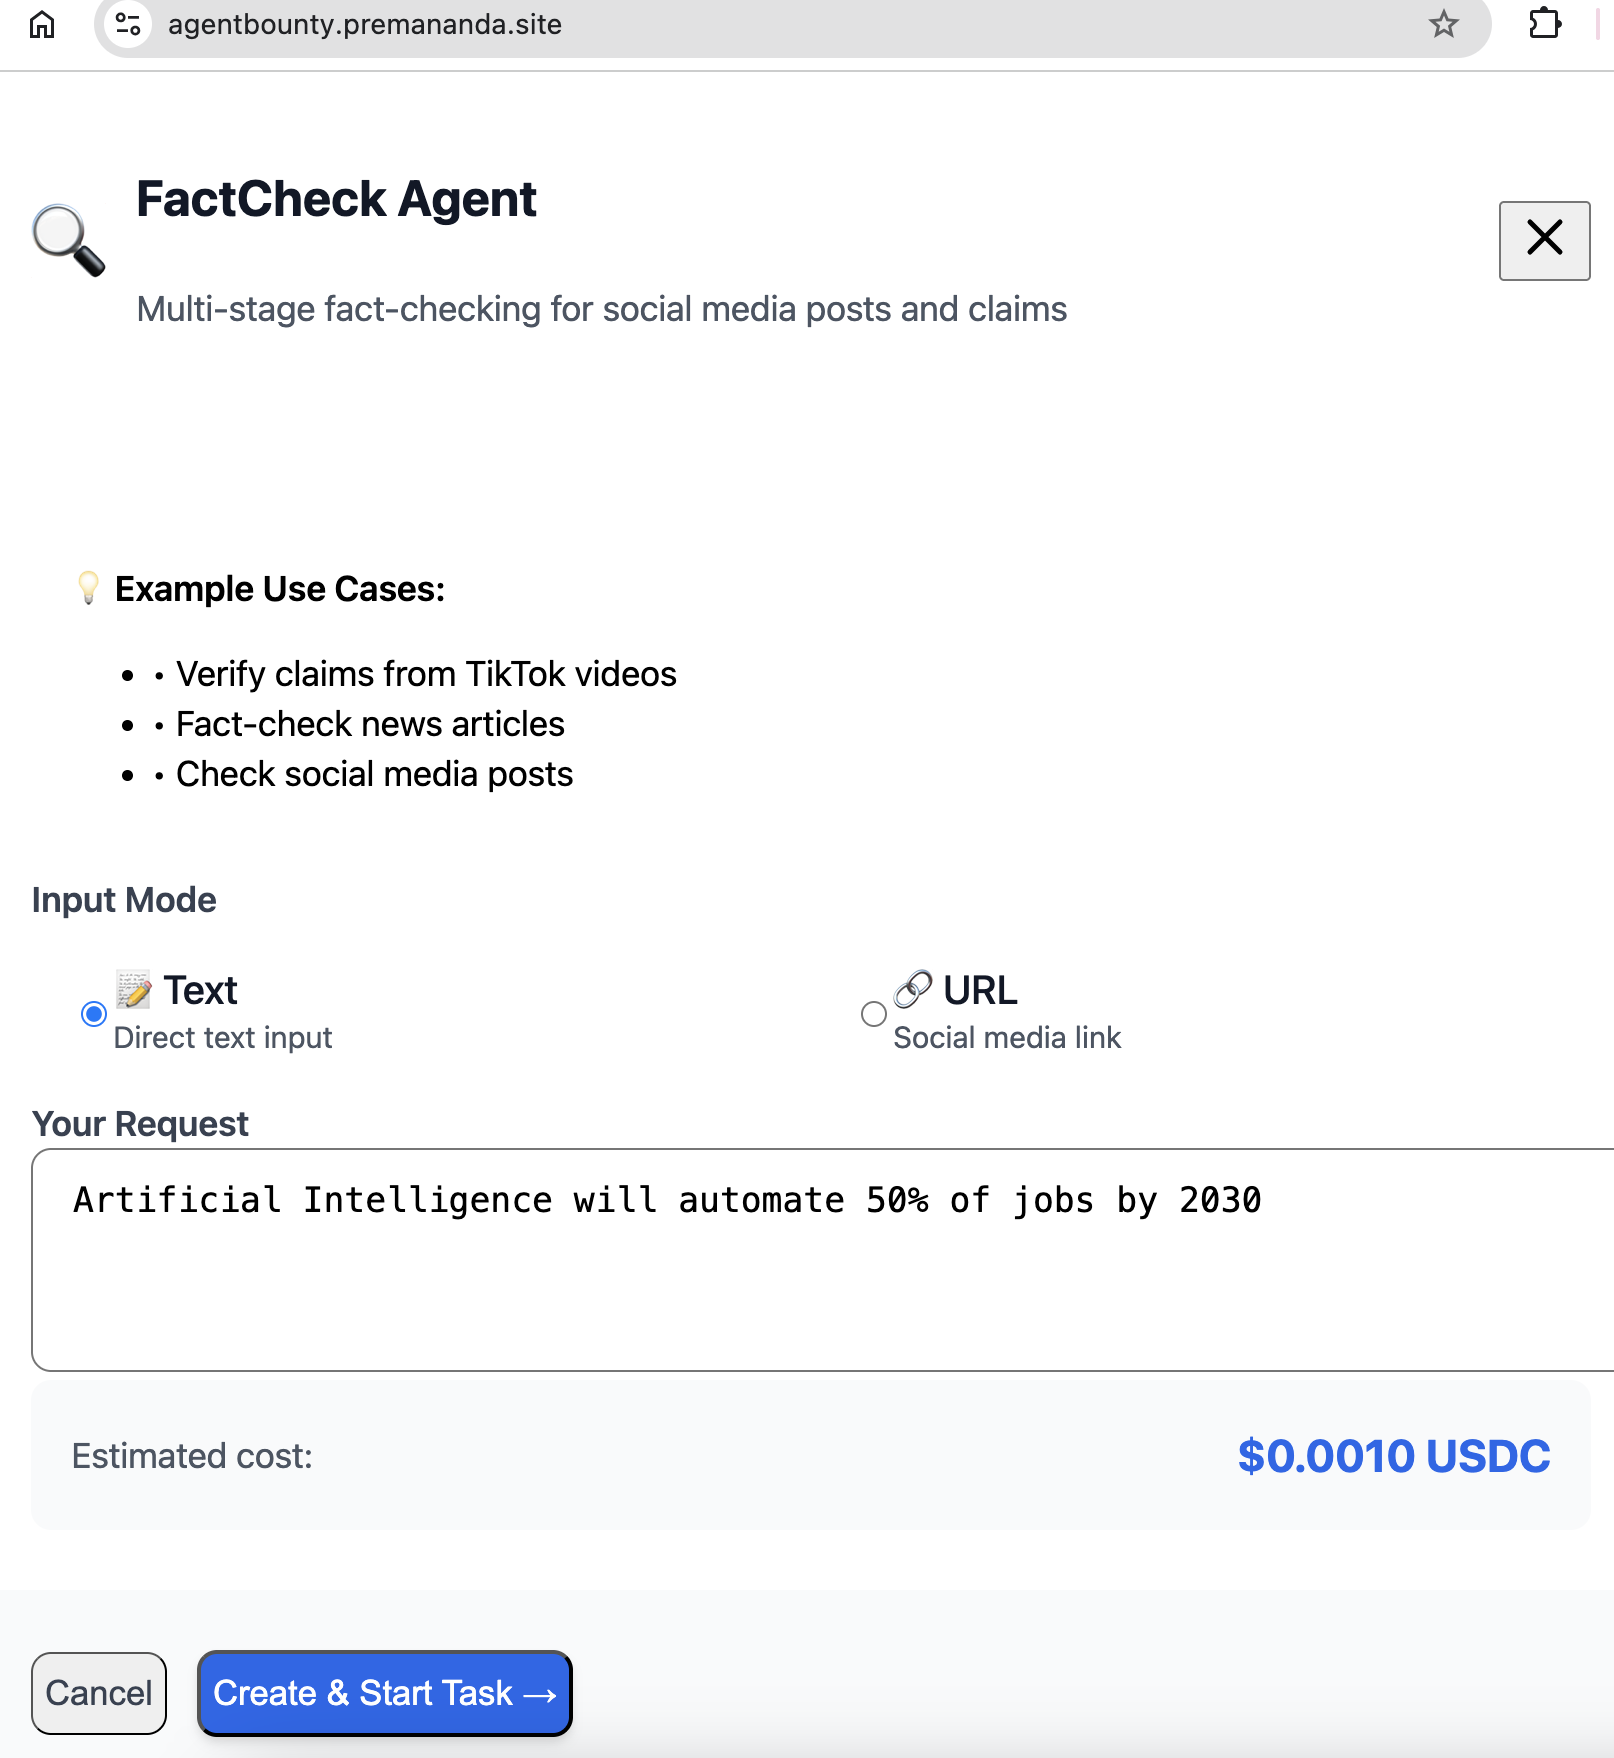 agentbounty.premananda.site
FactCheck Agent
Multi-stage fact-checking for social media posts and claims
Example Use Cases:
• • Verify claims from TikTok videos
• • Fact-check news articles
• • Check social media posts
Input Mode
Text
Direct text input
URL
Social media link
Your Request
Artificial Intelligence will automate 50% of jobs by 2030
Estimated cost:
$0.0010 USDC
Cancel
Create & Start Task →